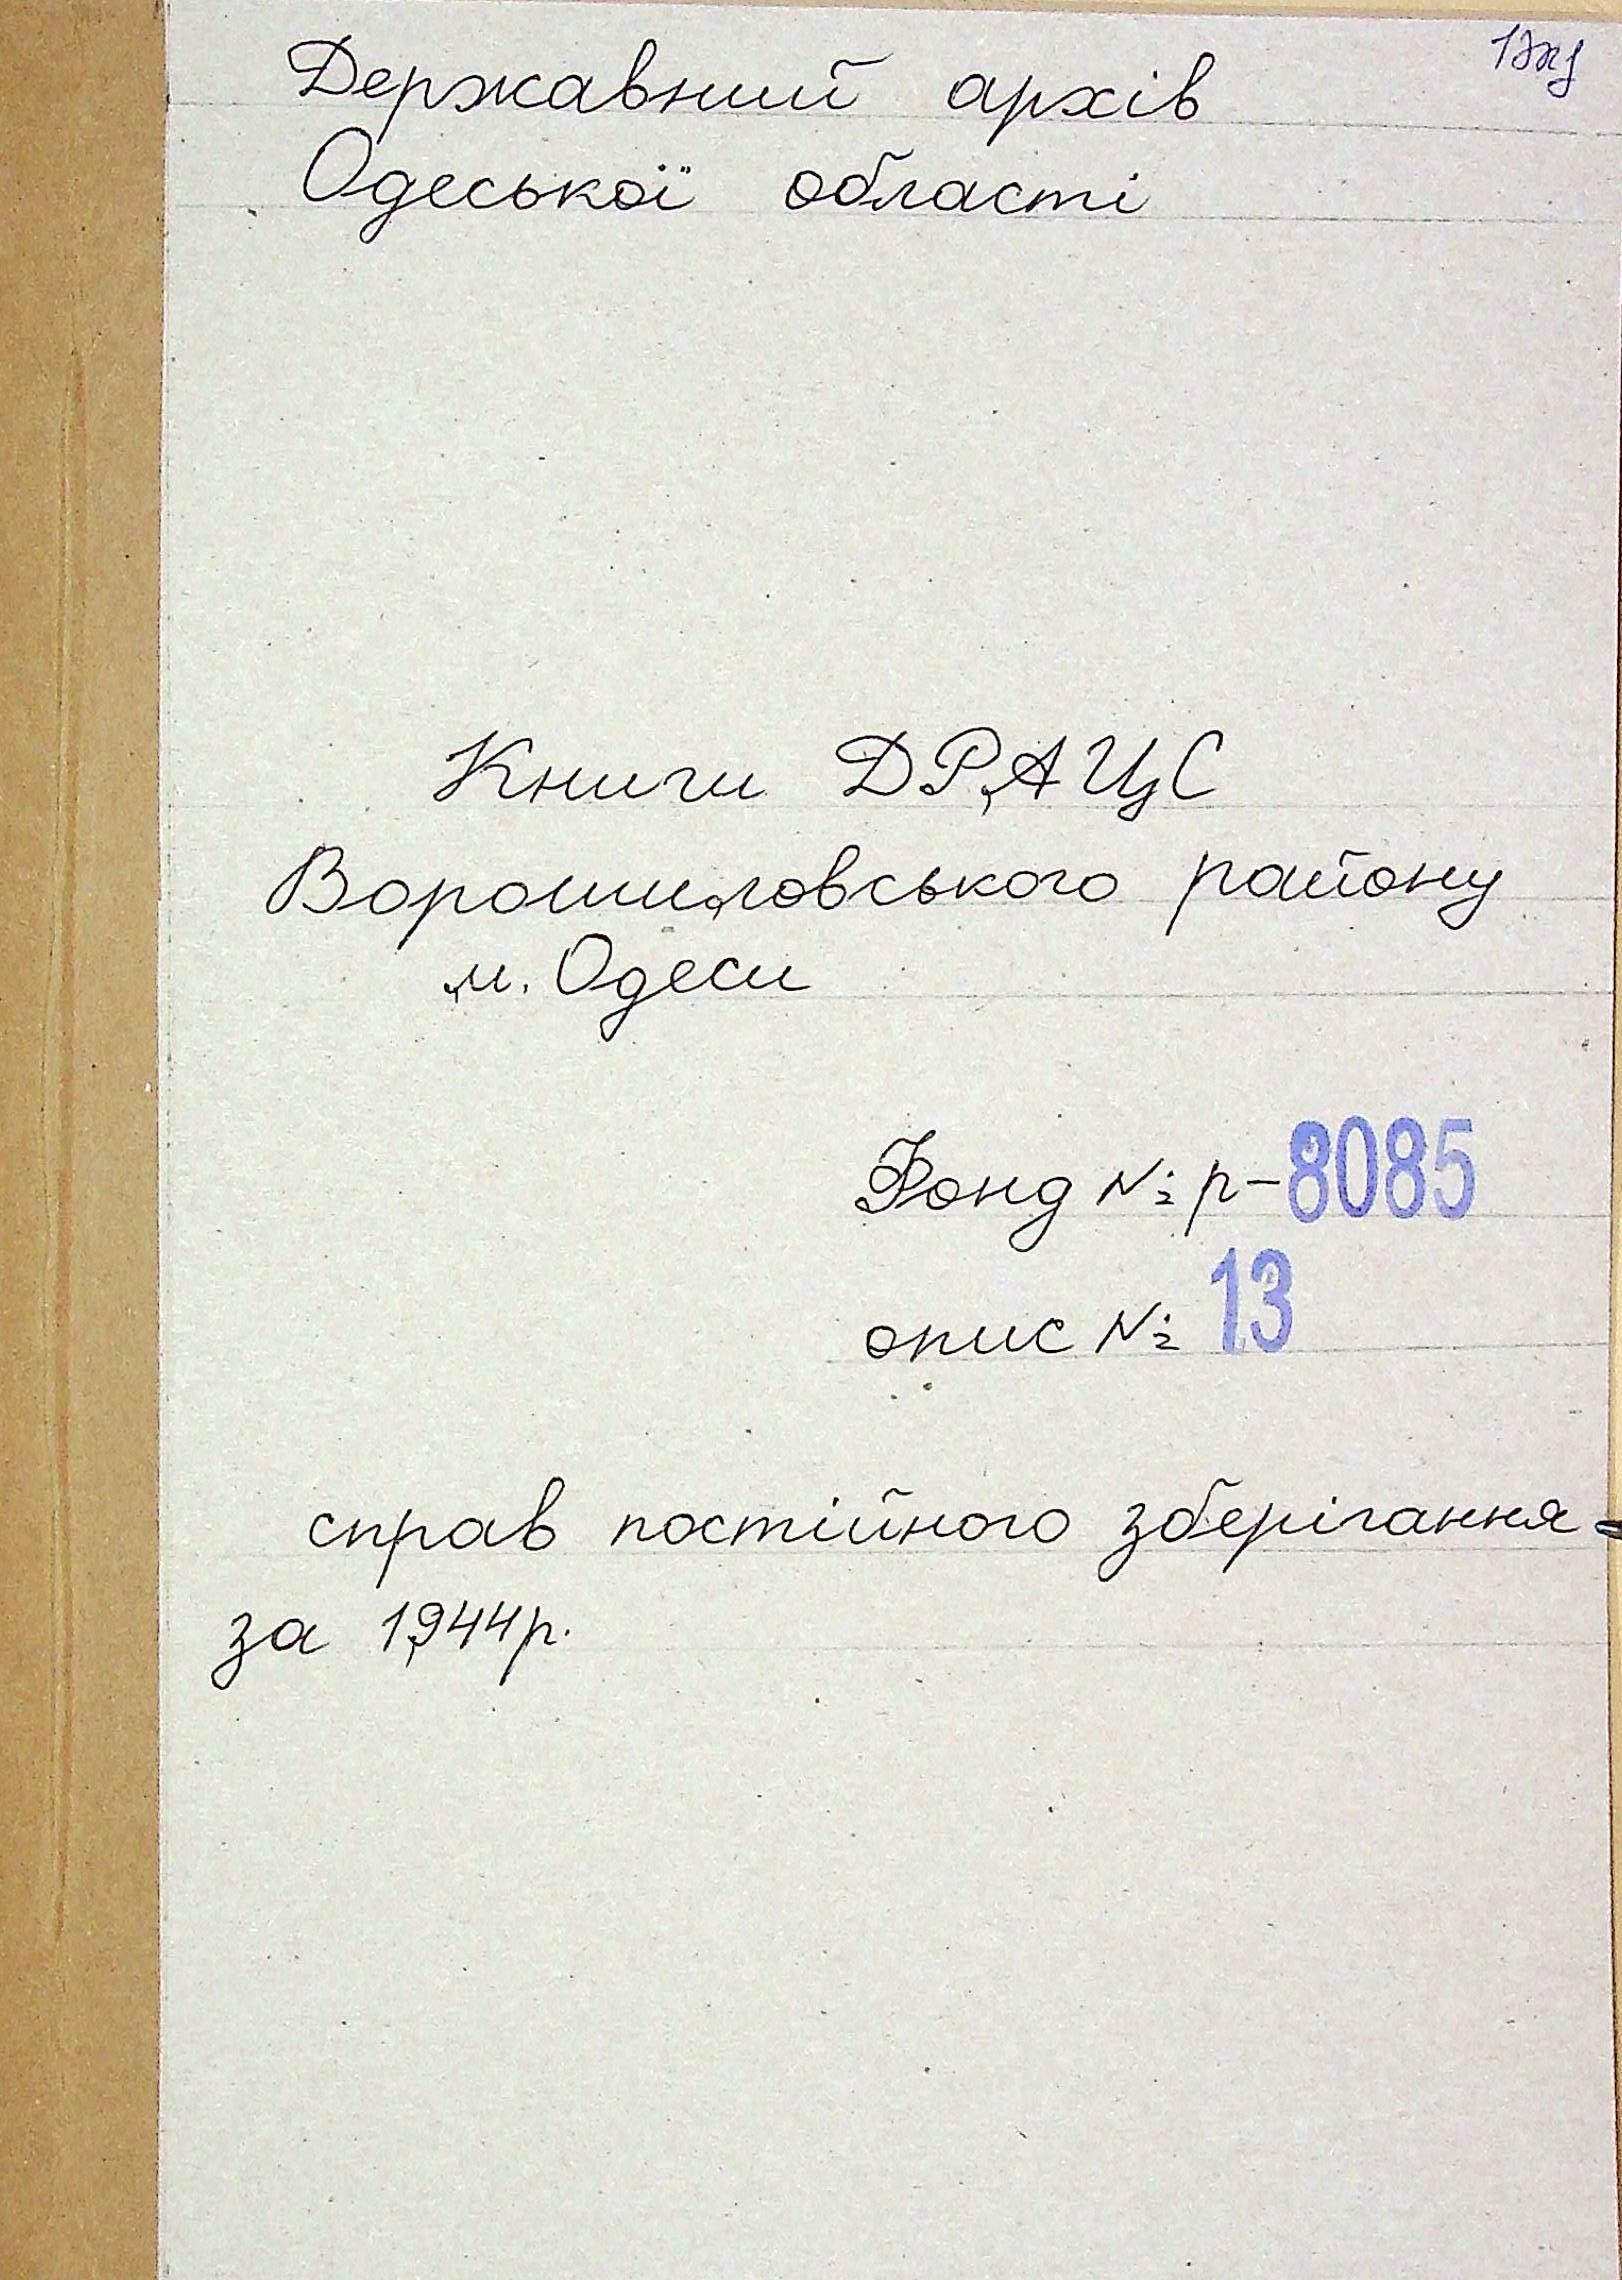 Державний архів
Одеської області
Книги ДРАЦС
Ворошиловського району
м. Одеси
Фонд № р-8085
опис № 13
справ постійного зберігання
за 1944р.